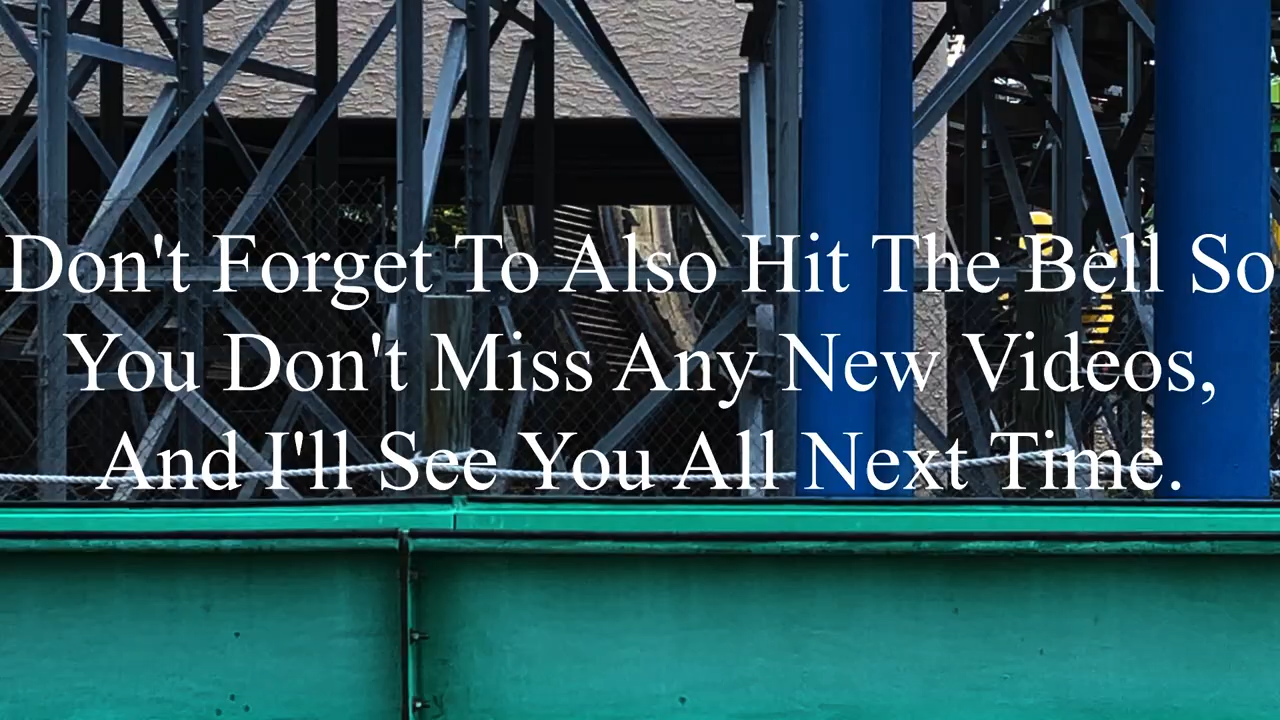 Don't Forget To Also Hit The Bell So
You Don't Miss Any New Videos,
And I'll See You All Next Time.